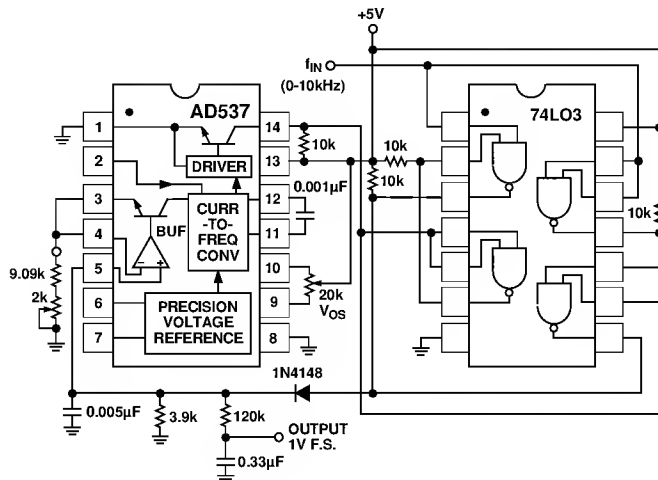 +5V
fIN
(0-10kHz)
AD537
74LO3
1
14
10k
2
DRIVER
13
10k
10k
0.001µF
3
BUF
CURR
-TO-
FREQ
CONV
12
4
11
10k
9.09k
5
– +
10
20k
VOS
2k
6
PRECISION
VOLTAGE
REFERENCE
9
7
8
1N4148
0.005µF
3.9k
120k
OUTPUT
1V F.S.
0.33µF